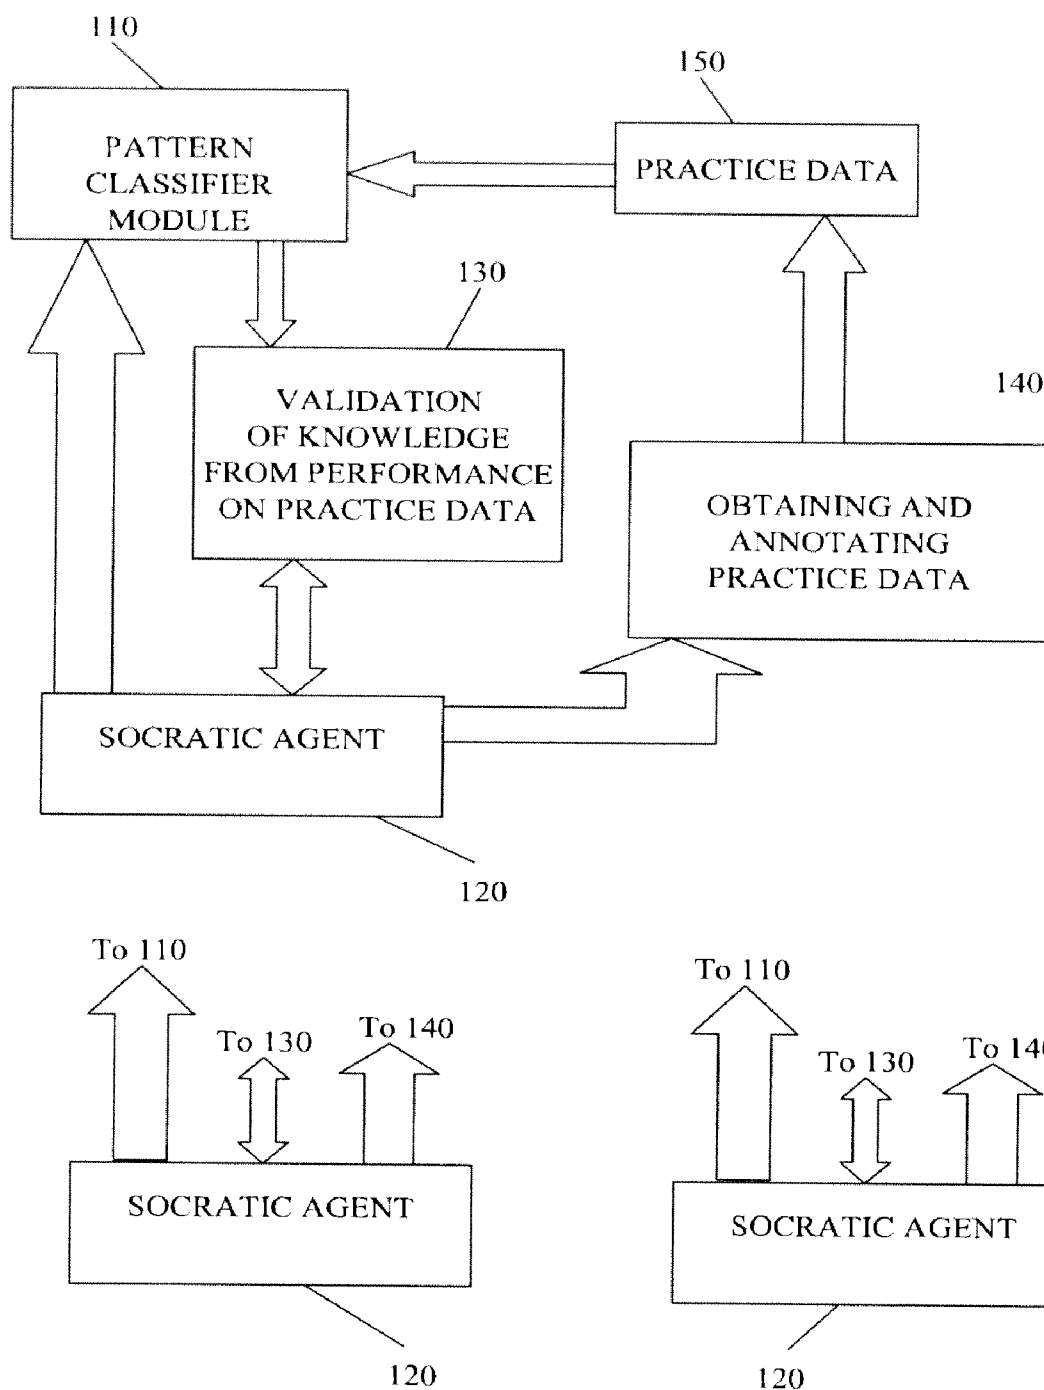 110
150
PATTERN
CLASSIFIER
MODULE
PRACTICE DATA
130
140
VALIDATION
OF KNOWLEDGE
FROM PERFORMANCE
ON PRACTICE DATA
OBTAINING AND
ANNOTATING
PRACTICE DATA
SOCRATIC AGENT
120
To 110
To 130
To 140
SOCRATIC AGENT
120
To 110
To 130
To 140
SOCRATIC AGENT
120